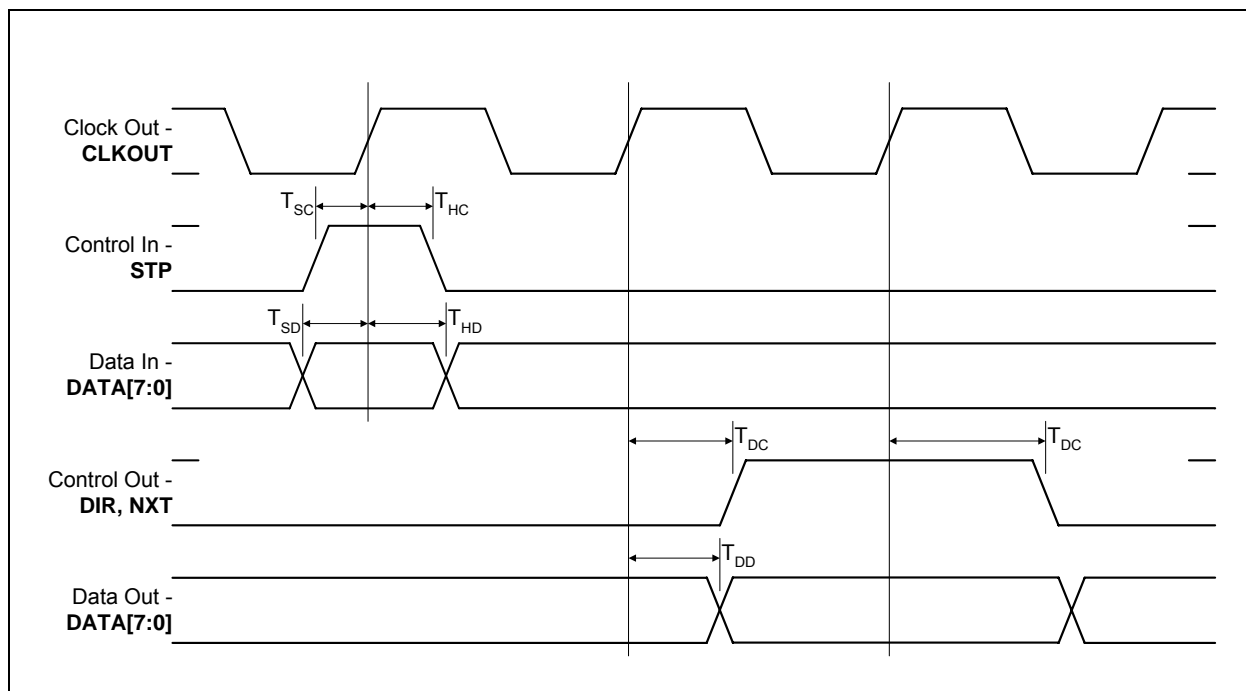 Clock Out -
CLKOUT
T_SC T_HC
Control In -
STP
T_SD T_HD
Data In -
DATA[7:0]
T_DC T_DC
Control Out -
DIR, NXT
T_DD
Data Out -
DATA[7:0]